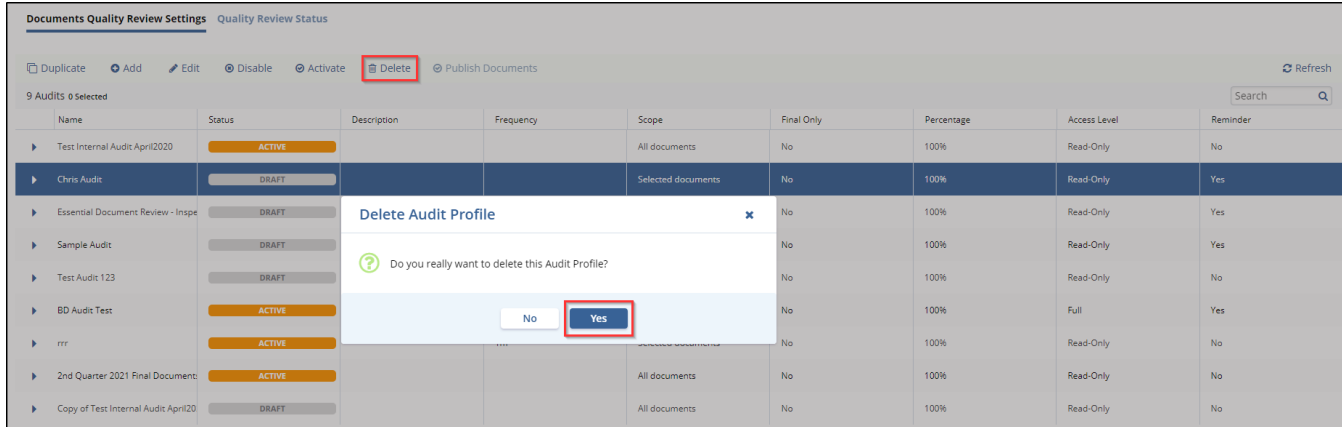 Documents Quality Review Settings Quality Review Status
Duplicate Add Edit Disable Activate Delete Publish Documents Refresh
9 Audits 0 Selected Search
Name Status Description Frequency Scope Final Only Percentage Access Level Reminder
Test Internal Audit April2020 ACTIVE All documents No 100% Read-Only No
Chris Audit DRAFT Selected documents No 100% Read-Only Yes
Essential Document Review - Inspe DRAFT No 100% Read-Only Yes
Delete Audit Profile
Sample Audit DRAFT No 100% Read-Only Yes
Do you really want to delete this Audit Profile?
Test Audit 123 DRAFT No 100% Read-Only No
BD Audit Test ACTIVE No 100% Full Yes
No Yes
rrr ACTIVE Selected documents No 100% Read-Only No
2nd Quarter 2021 Final Document ACTIVE All documents No 100% Read-Only No
Copy of Test Internal Audit April20 DRAFT All documents No 100% Read-Only No